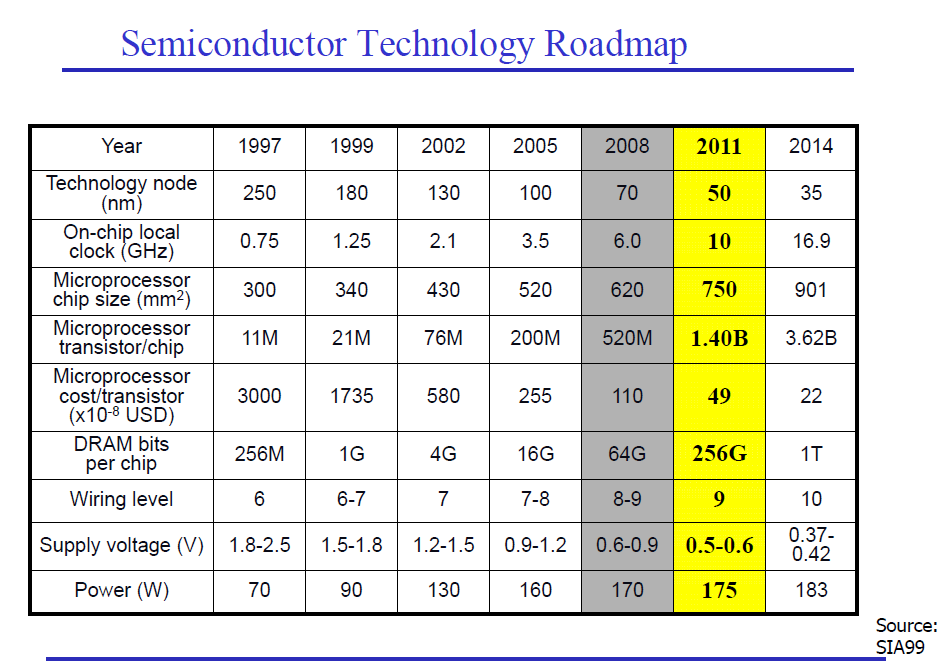 Semiconductor Technology Roadmap
Year 1997 1999 2002 2005 2008 2011 2014
Technology node
(nm) 250 180 130 100 70 50 35
On-chip local
clock (GHz) 0.75 1.25 2.1 3.5 6.0 10 16.9
Microprocessor
chip size (mm²) 300 340 430 520 620 750 901
Microprocessor
transistor/chip 11M 21M 76M 200M 520M 1.40B 3.62B
Microprocessor
cost/transistor
(x10⁻⁸ USD) 3000 1735 580 255 110 49 22
DRAM bits
per chip 256M 1G 4G 16G 64G 256G 1T
Wiring level 6 6-7 7 7-8 8-9 9 10
Supply voltage (V) 1.8-2.5 1.5-1.8 1.2-1.5 0.9-1.2 0.6-0.9 0.5-0.6 0.37-
0.42
Power (W) 70 90 130 160 170 175 183
Source:
SIA99